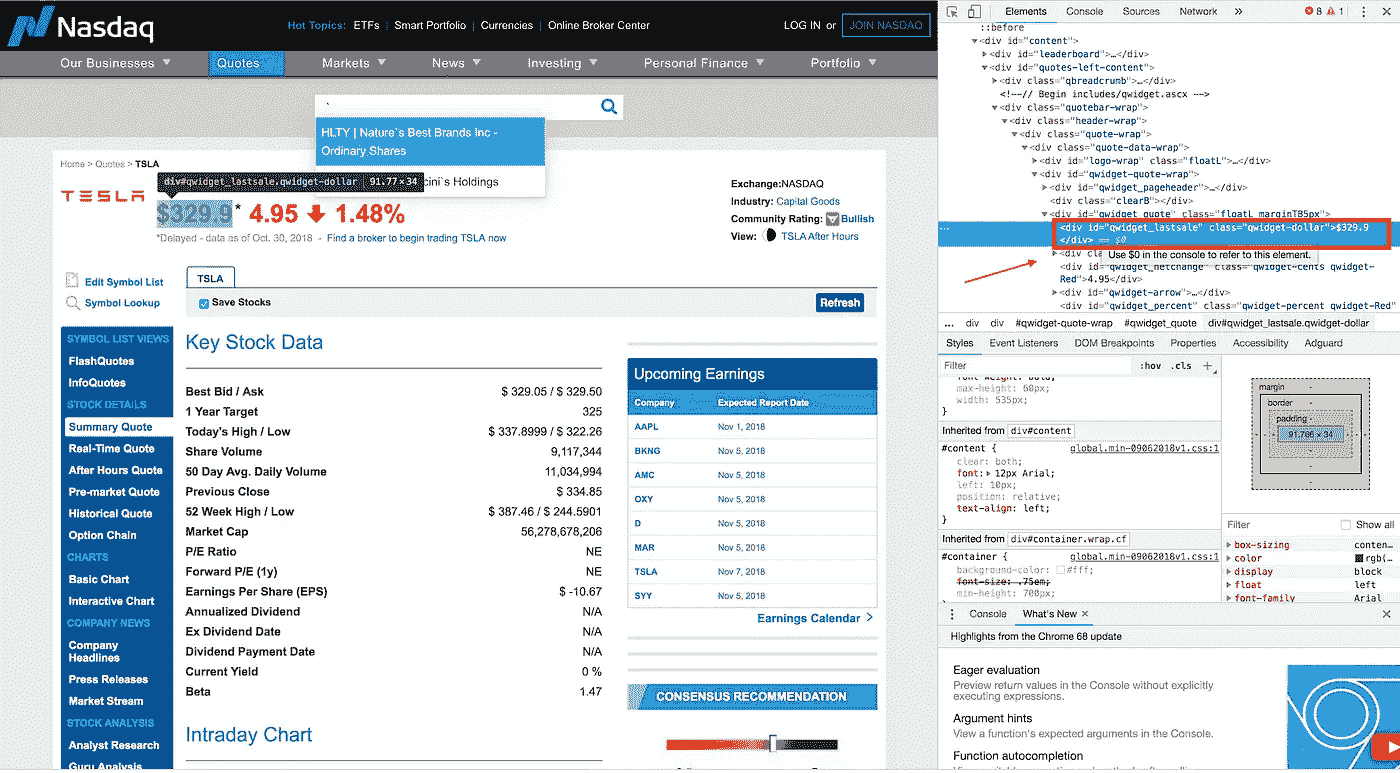 Nasdaq
Hot Topics: ETFs | Smart Portfolio | Currencies | Online Broker Center
LOG IN or JOIN NASDAQ
Our Businesses ▼ Quotes Markets ▼ News ▼ Investing ▼ Personal Finance ▼ Portfolio ▼
`
HLTY | Nature`s Best Brands Inc -
Ordinary Shares
cini`s Holdings
Home > Quotes > TSLA
div#qwidget_lastsale.qwidget-dollar | 91.77×34
TESLA
$329.9* 4.95 1.48%
*Delayed - data as of Oct. 30, 2018 - Find a broker to begin trading TSLA now
Exchange:NASDAQ
Industry: Capital Goods
Community Rating: Bullish
View: TSLA After Hours
Edit Symbol List
Symbol Lookup
TSLA
Save Stocks
Refresh
SYMBOL LIST VIEWS
FlashQuotes
InfoQuotes
STOCK DETAILS
Summary Quote
Real-Time Quote
After Hours Quote
Pre-market Quote
Historical Quote
Option Chain
CHARTS
Basic Chart
Interactive Chart
COMPANY NEWS
Company
Headlines
Press Releases
Market Stream
STOCK ANALYSIS
Analyst Research
Guru Analysis
Key Stock Data
Best Bid / Ask $ 329.05 / $ 329.50
1 Year Target 325
Today's High / Low $ 337.8999 / $ 322.26
Share Volume 9,117,344
50 Day Avg. Daily Volume 11,034,994
Previous Close $ 334.85
52 Week High / Low $ 387.46 / $ 244.5901
Market Cap 56,278,678,206
P/E Ratio NE
Forward P/E (1y) NE
Earnings Per Share (EPS) $ -10.67
Annualized Dividend N/A
Ex Dividend Date N/A
Dividend Payment Date N/A
Current Yield 0 %
Beta 1.47
Intraday Chart
Upcoming Earnings
Company Expected Report Date
AAPL Nov 1, 2018
BKNG Nov 5, 2018
AMC Nov 5, 2018
OXY Nov 5, 2018
D Nov 5, 2018
MAR Nov 5, 2018
TSLA Nov 7, 2018
SYY Nov 5, 2018
Earnings Calendar >
CONSENSUS RECOMMENDATION
Elements Console Sources Network » 8 1
::before
<div id="content">
<div id="leaderboard">…</div>
<div id="quotes-left-content">
<div class="qbreadcrumb">…</div>
<!--// Begin includes/qwidget.ascx -->
<div class="quotebar-wrap">
<div class="header-wrap">
<div class="quote-wrap">
<div class="quote-data-wrap">
<div id="logo-wrap" class="floatL">…</div>
<div id="qwidget-quote-wrap">
<div id="qwidget_pageheader">…</div>
<div class="clearB"></div>
<div id="qwidget_quote" class="floatL marginTB5px">
… <div id="qwidget_lastsale" class="qwidget-dollar">$329.9
</div> == $0
<div cla
Use $0 in the console to refer to this element.
<div id="qwidget_netchange" class="qwidget-cents qwidget-
Red">4.95</div>
<div id="qwidget-arrow">…</div>
<div id="qwidget_percent" class="qwidget-percent qwidget-Red"
… div div #qwidget-quote-wrap #qwidget_quote div#qwidget_lastsale.qwidget-dollar
Styles Event Listeners DOM Breakpoints Properties Accessibility Adguard
Filter :hov .cls +
font-weight: bold;
max-height: 60px;
width: 535px;
}
Inherited from div#content
#content { global.min-09062018v1.css:1
clear: both;
font: 12px Arial;
left: 10px;
position: relative;
text-align: left;
}
Inherited from div#container.wrap.cf
#container { global.min-09062018v1.css:1
background-color: #fff;
font-size: .75em;
min-height: 700px;
margin -
border -
padding -
91.766 × 34
Filter Show all
box-sizing conten…
color rgb(…
display block
float left
font-family Arial
Console What's New ×
Highlights from the Chrome 68 update
Eager evaluation
Preview return values in the Console without explicitly
executing expressions.
Argument hints
View a function's expected arguments in the Console.
Function autocompletion